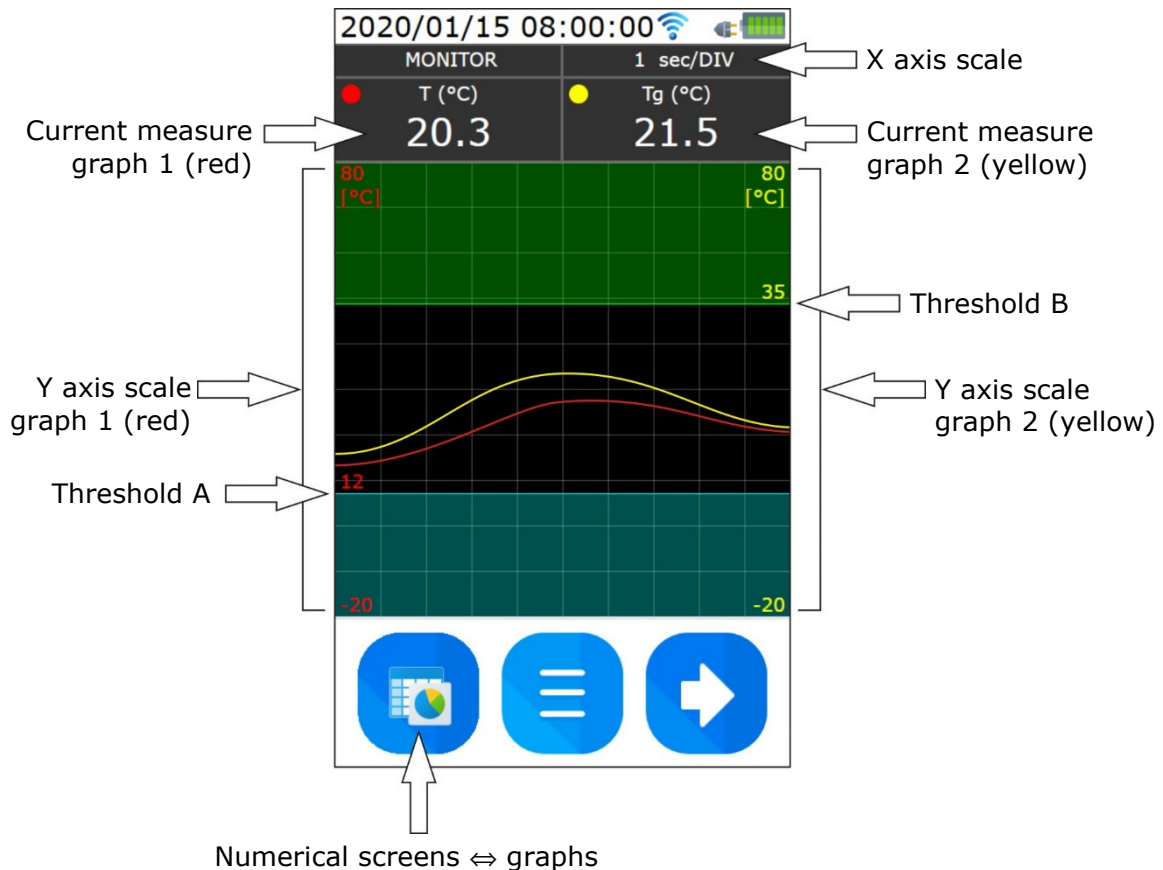 2020/01/15 08:00:00
MONITOR
1 sec/DIV
X axis scale
T (°C)
Tg (°C)
Current measure
graph 1 (red)
20.3
21.5
Current measure
graph 2 (yellow)
80
[°C]
80
[°C]
35
Threshold B
Y axis scale
graph 1 (red)
Y axis scale
graph 2 (yellow)
12
Threshold A
-20
-20
Numerical screens ⇔ graphs